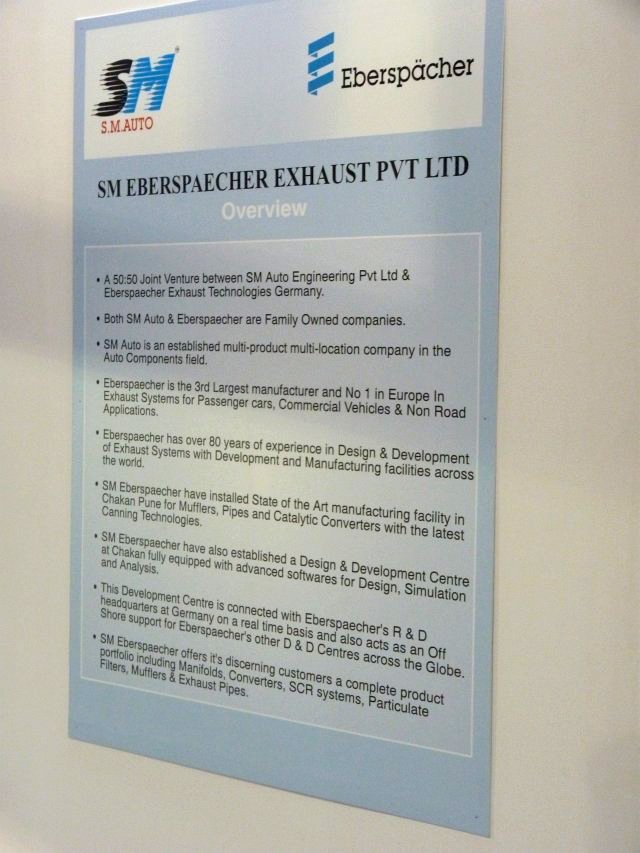 SM®
S.M.AUTO
Eberspächer
SM EBERSPAECHER EXHAUST PVT LTD
Overview
• A 50:50 Joint Venture between SM Auto Engineering Pvt Ltd &
Eberspaecher Exhaust Technologies Germany.
• Both SM Auto & Eberspaecher are Family Owned companies.
• SM Auto is an established multi-product multi-location company in the
Auto Components field.
• Eberspaecher is the 3rd Largest manufacturer and No 1 in Europe In
Exhaust Systems for Passenger cars, Commercial Vehicles & Non Road
Applications.
• Eberspaecher has over 80 years of experience in Design & Development
of Exhaust Systems with Development and Manufacturing facilities across
the world.
• SM Eberspaecher have installed State of the Art manufacturing facility in
Chakan Pune for Mufflers, Pipes and Catalytic Converters with the latest
Canning Technologies.
• SM Eberspaecher have also established a Design & Development Centre
at Chakan fully equipped with advanced softwares for Design, Simulation
and Analysis.
• This Development Centre is connected with Eberspaecher's R & D
headquarters at Germany on a real time basis and also acts as an Off
Shore support for Eberspaecher's other D & D Centres across the Globe.
• SM Eberspaecher offers it's discerning customers a complete product
portfolio including Manifolds, Converters, SCR systems, Particulate
Filters, Mufflers & Exhaust Pipes.